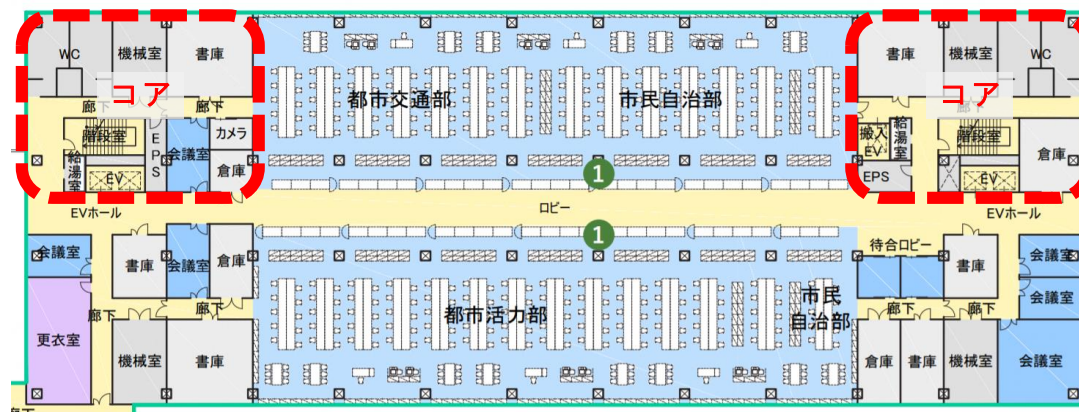 WC
機械室
書庫
コア
廊下
廊下
階段室
EPS
会議室
カメラ
倉庫
給湯室
EV
EVホール
都市交通部
市民自治部
1
書庫
機械室
WC
コア
廊下
搬入
EV
給湯室
階段室
倉庫
EPS
EV
EVホール
ロビー
1
会議室
書庫
会議室
倉庫
廊下
廊下
更衣室
機械室
書庫
都市活力部
市民
自治部
待合ロビー
書庫
会議室
会議室
廊下
廊下
倉庫
書庫
機械室
会議室